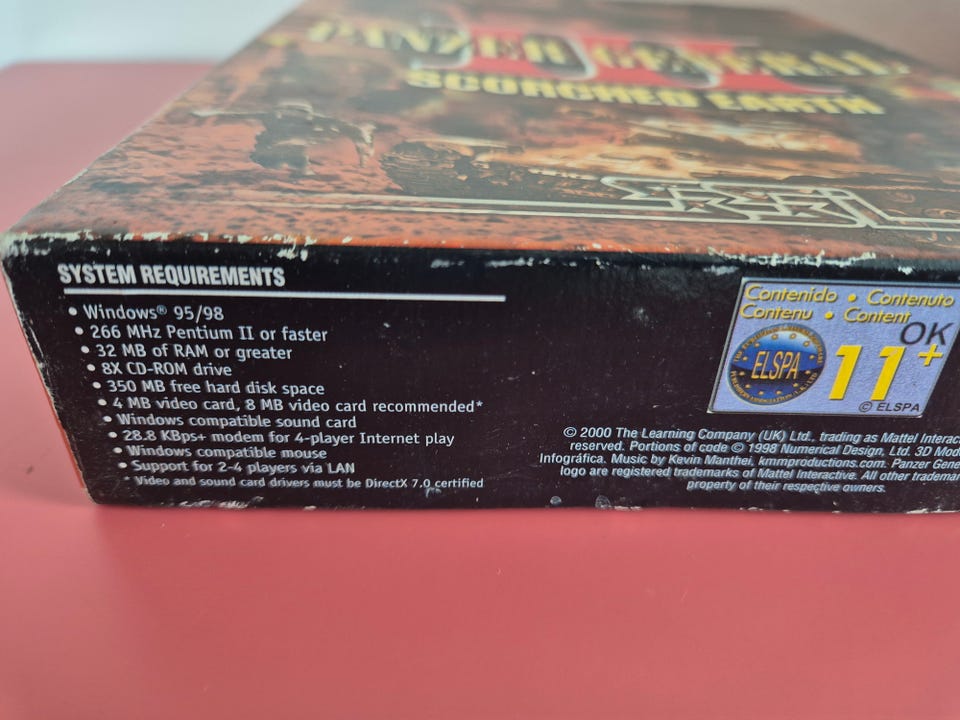 PANZER GENERAL
III
SCORCHED EARTH
SSI
SYSTEM REQUIREMENTS
• Windows® 95/98
• 266 MHz Pentium II or faster
• 32 MB of RAM or greater
• 8X CD-ROM drive
• 350 MB free hard disk space
• 4 MB video card, 8 MB video card recommended*
• Windows compatible sound card
• 28.8 KBps+ modem for 4-player Internet play
• Windows compatible mouse
• Support for 2-4 players via LAN
* Video and sound card drivers must be DirectX 7.0 certified
Contenido • Contenuto
Contenu • Content
OK
ELSPA
11+
© ELSPA
© 2000 The Learning Company (UK) Ltd., trading as Mattel Interac
reserved. Portions of code © 1998 Numerical Design, Ltd. 3D Mod
Infográfica. Music by Kevin Manthei, kmmproductions.com. Panzer Gene
logo are registered trademarks of Mattel Interactive. All other tradema
property of their respective owners.